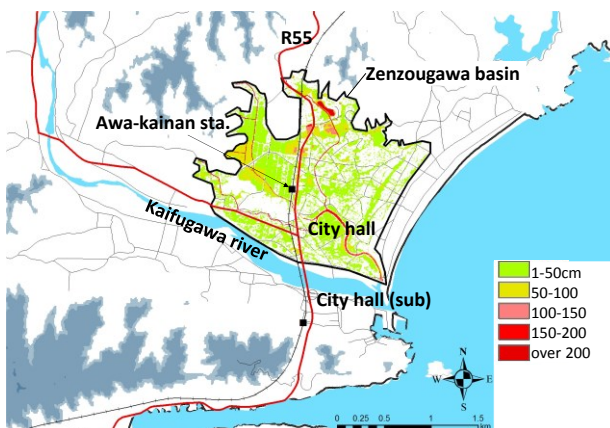 R55
Zenzougawa basin
Awa-kainan sta.
City hall
Kaifugawa river
City hall (sub)
1-50cm
50-100
100-150
150-200
over 200
N
W E
S
0 0.25 0.5 1 1.5
km